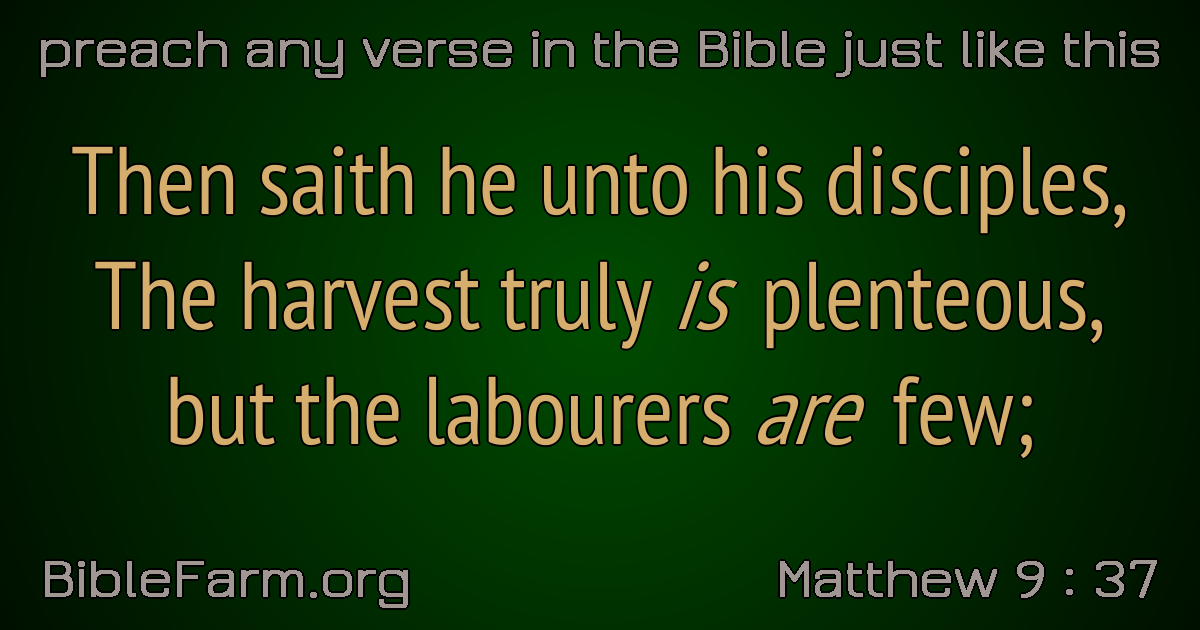 preach any verse in the Bible just like this
Then saith he unto his disciples,
The harvest truly is plenteous,
but the labourers are few;
BibleFarm.org
Matthew 9 : 37